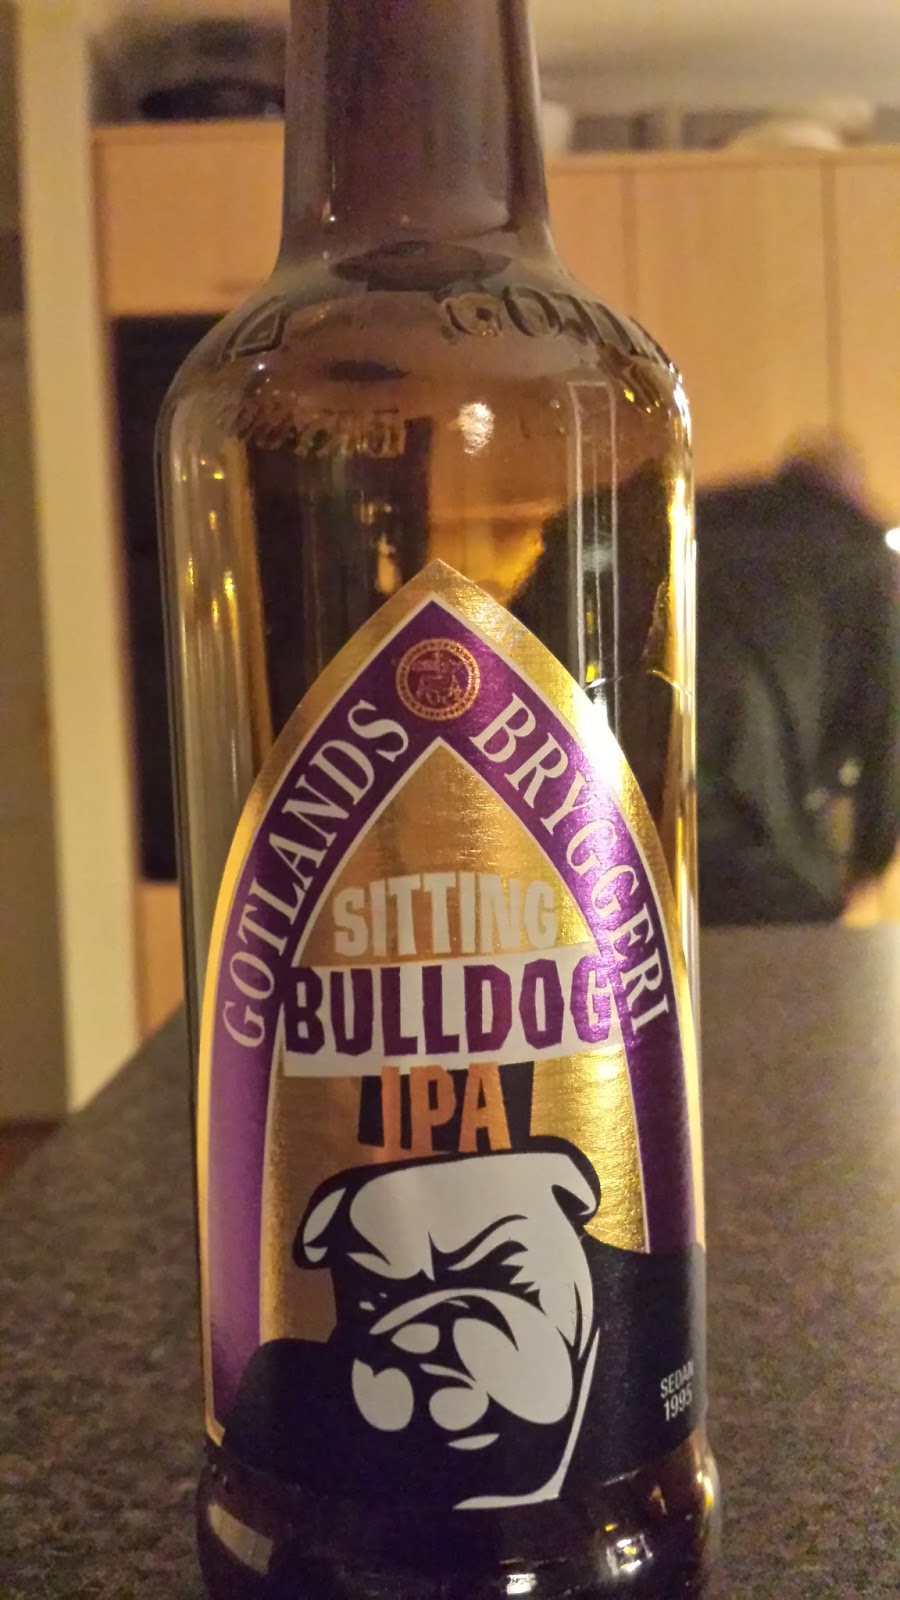 GOTLANDS BRYGGERI
SITTING
BULLDOG
IPA
SEDAN
1995